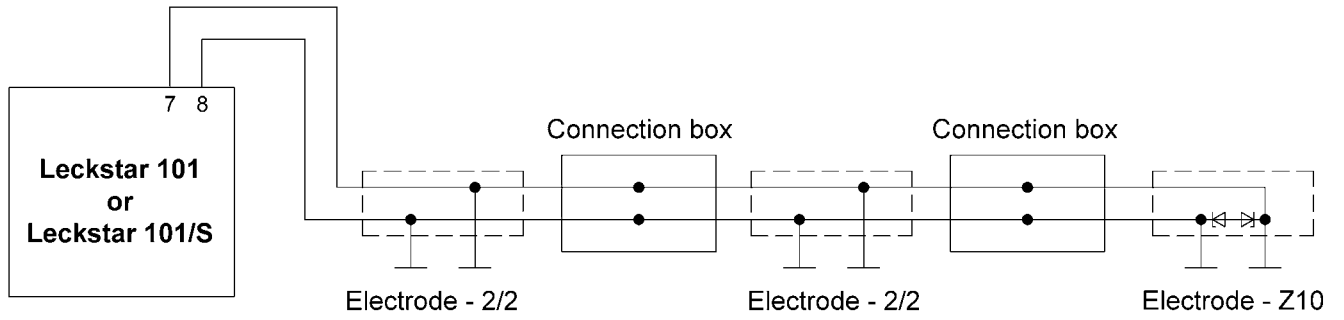 7 8
Leckstar 101
or
Leckstar 101/S
Connection box
Connection box
Electrode - 2/2
Electrode - 2/2
Electrode - Z10